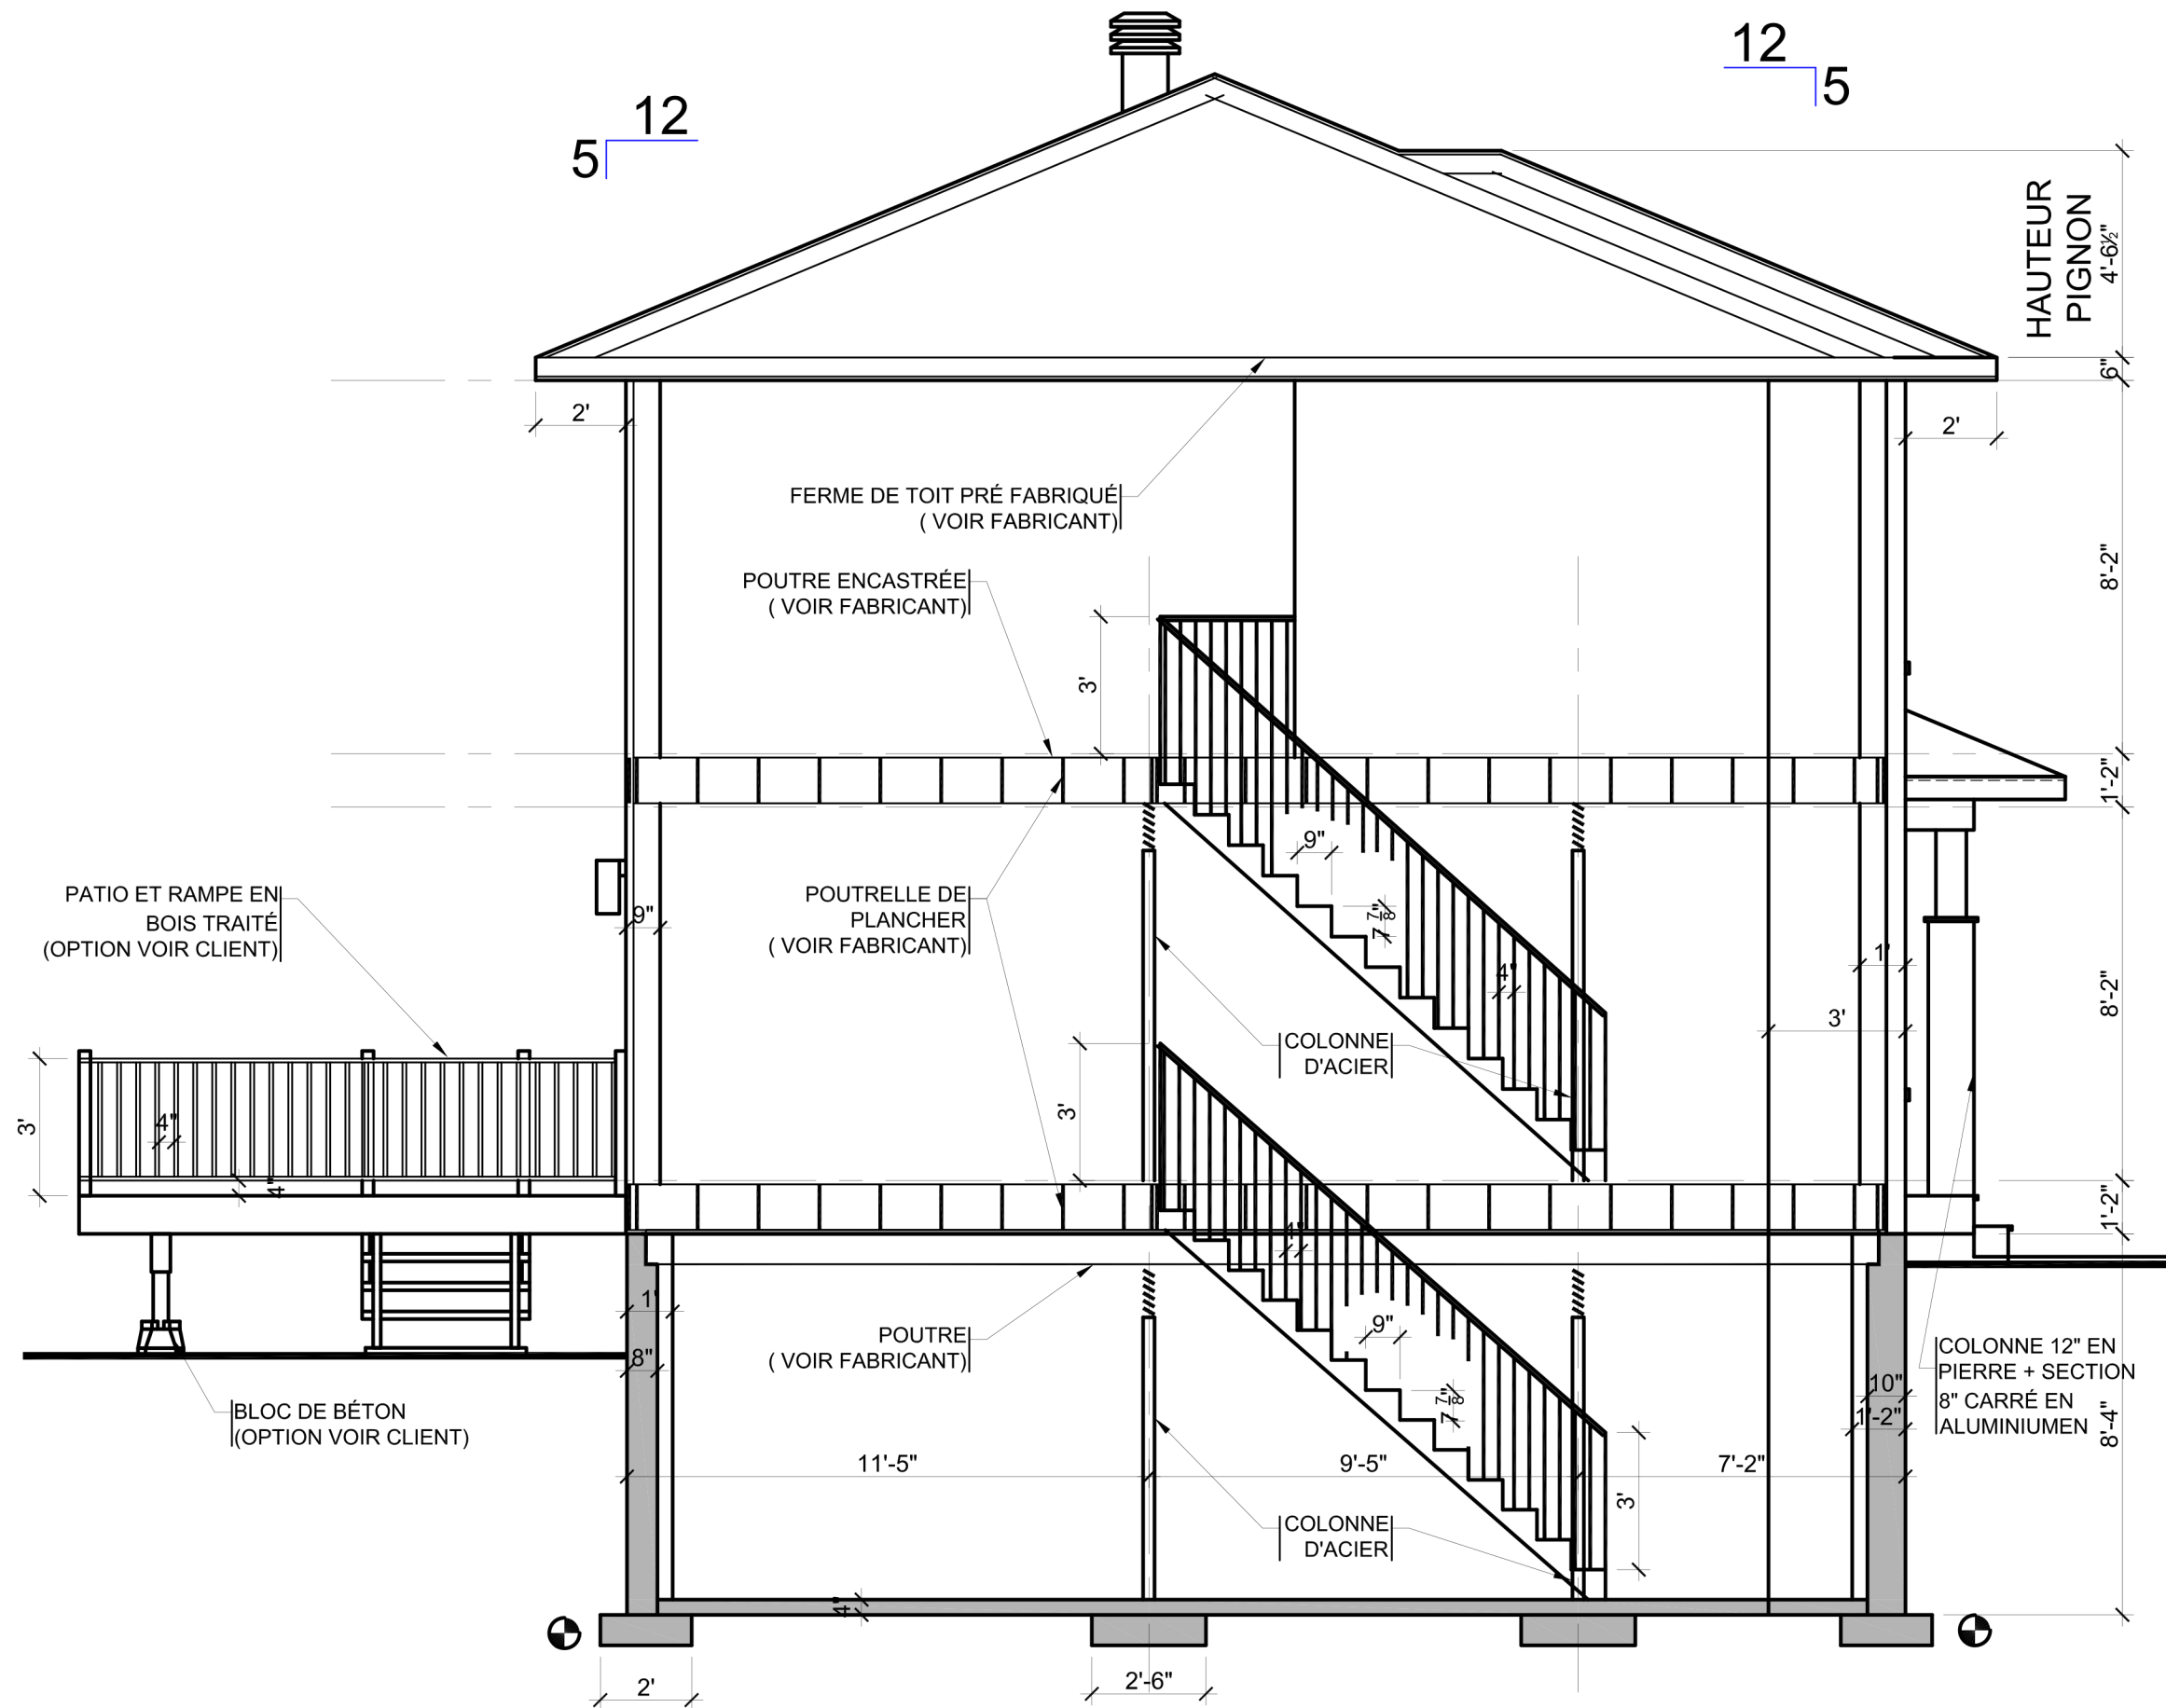 12
5
12
5
HAUTEUR
PIGNON
4'-6½"
6"
2'
2'
FERME DE TOIT PRÉ FABRIQUÉ
( VOIR FABRICANT)
8'-2"
POUTRE ENCASTRÉE
( VOIR FABRICANT)
3'
1'-2"
9"
PATIO ET RAMPE EN
BOIS TRAITÉ
(OPTION VOIR CLIENT)
9"
POUTRELLE DE
PLANCHER
( VOIR FABRICANT)
7 7/8"
4"
1'
8'-2"
3'
COLONNE
D'ACIER
3'
4"
3'
4"
1'-2"
4"
1'
POUTRE
( VOIR FABRICANT)
9"
8"
COLONNE 12" EN
PIERRE + SECTION
8" CARRÉ EN
ALUMINIUMEN
10"
1'-2"
8'-4"
7 7/8"
BLOC DE BÉTON
(OPTION VOIR CLIENT)
11'-5"
9'-5"
7'-2"
3'
COLONNE
D'ACIER
4"
2'
2'-6"